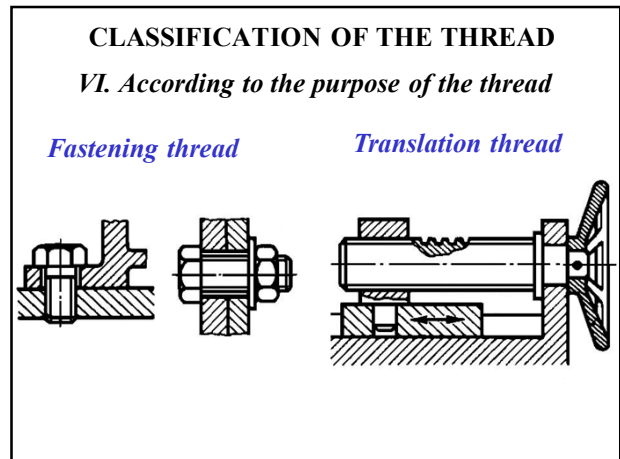 CLASSIFICATION OF THE THREAD
VI. According to the purpose of the thread
Fastening thread
Translation thread